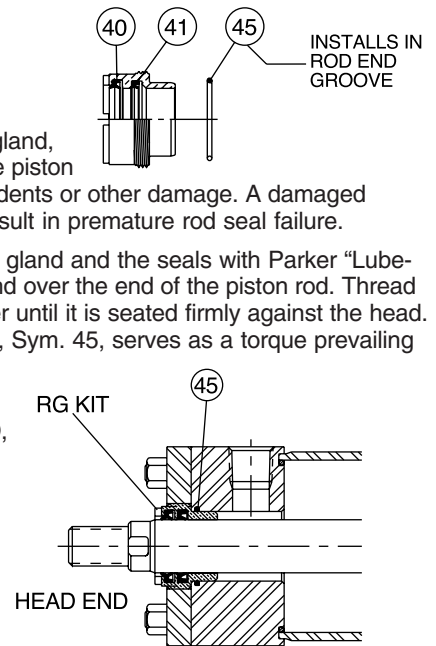 40 41 45
INSTALLS IN
ROD END
GROOVE
gland,
piston
dents or other damage. A damaged
sult in premature rod seal failure.
gland and the seals with Parker “Lube-
over the end of the piston rod. Thread
until it is seated firmly against the head.
, Sym. 45, serves as a torque prevailing
45
RG KIT
HEAD END